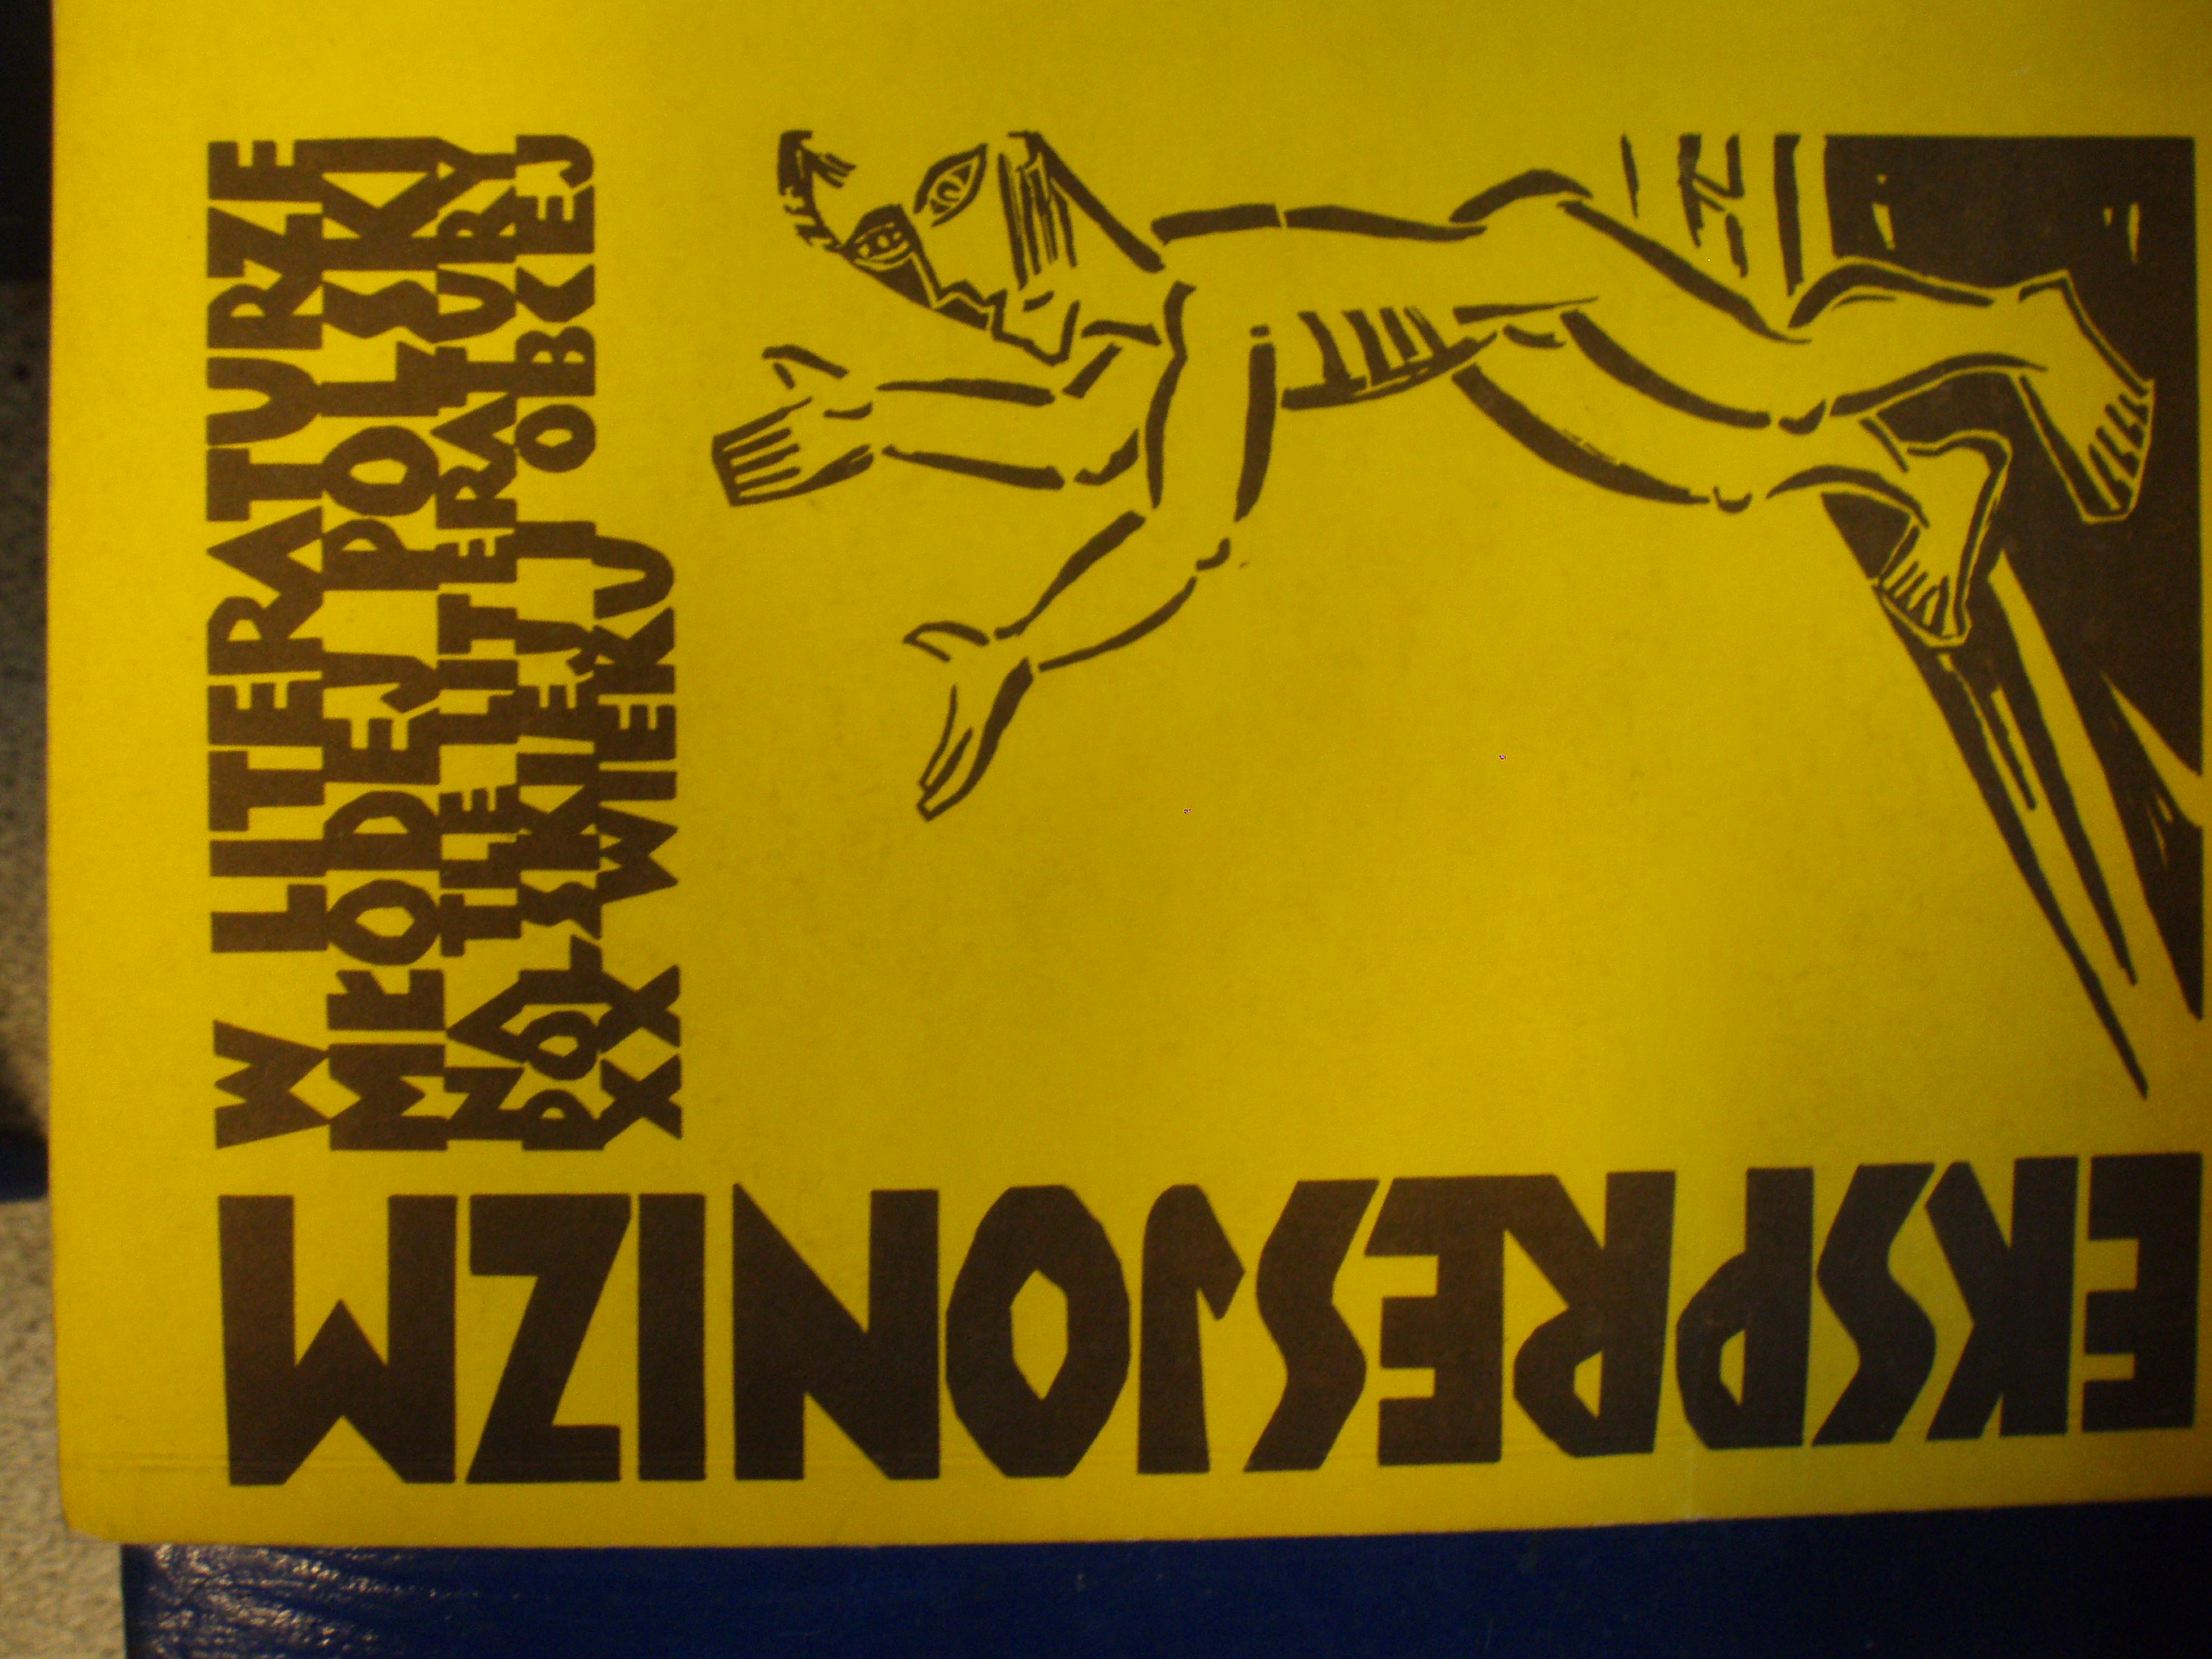 EKSPRESJONIZM
W LITERATURZE
MŁODEJ POLSKI
NA TLE LITERATURY
POLSKIEJ I OBCEJ
XX WIEKU